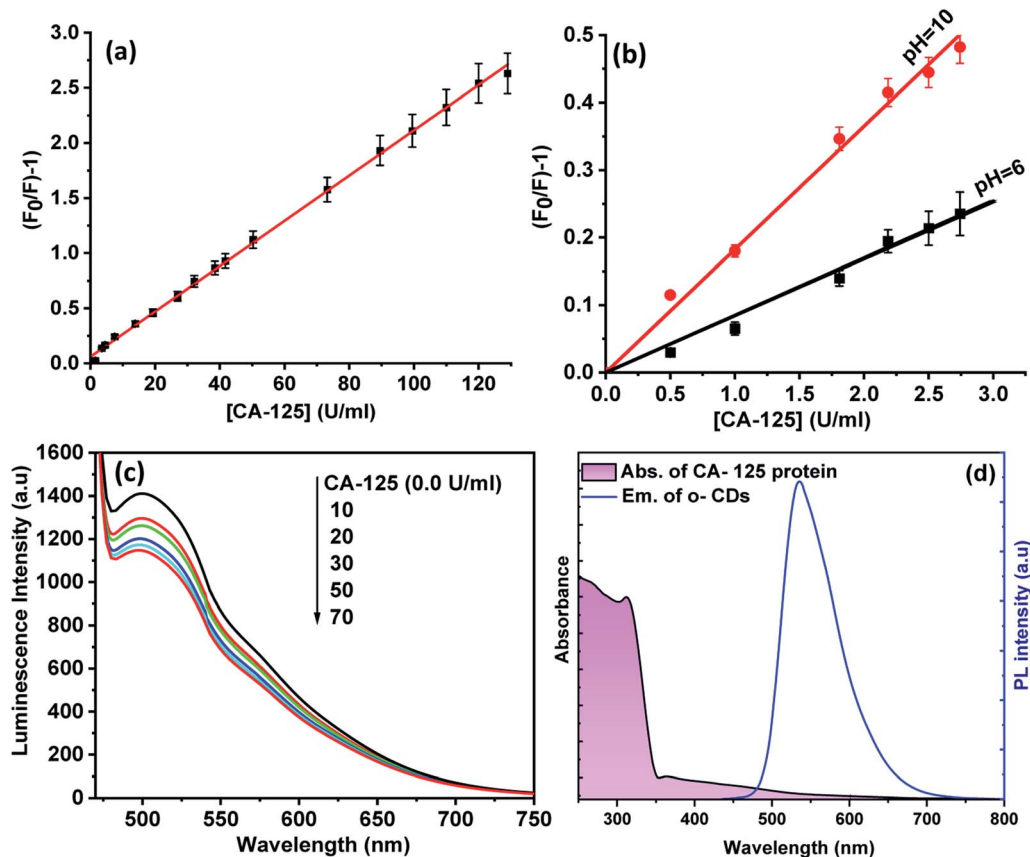 (a)
3.0
2.5
2.0
1.5
1.0
0.5
0.0
(F0/F)-1)
0 20 40 60 80 100 120
[CA-125] (U/ml)
(b)
pH=10
pH=6
0.5
0.4
0.3
0.2
0.1
0.0
(F0/F)-1)
0.0 0.5 1.0 1.5 2.0 2.5 3.0
[CA-125] (U/ml)
(c)
CA-125 (0.0 U/ml)
10
20
30
50
70
1600
1400
1200
1000
800
600
400
200
0
Luminescence Intensity (a.u)
500 550 600 650 700 750
Wavelength (nm)
(d)
Abs. of CA- 125 protein
Em. of o- CDs
Absorbance
PL intensity (a.u)
300 400 500 600 700 800
Wavelength (nm)